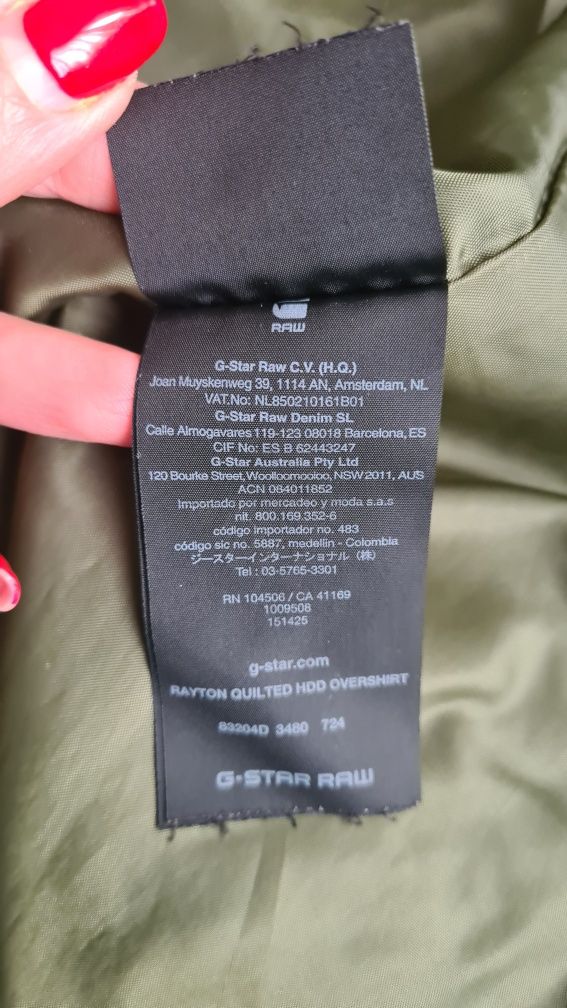 RAW
G-Star Raw C.V. (H.Q.)
Joan Muyskenweg 39, 1114 AN, Amsterdam, NL
VAT.No: NL850210161B01
G-Star Raw Denim SL
Calle Almogavares 119-123 08018 Barcelona, ES
CIF No: ES B 62443247
G-Star Australia Pty Ltd
120 Bourke Street, Woolloomooloo, NSW 2011, AUS
ACN 084011852
Importado por mercadeo y moda s.a.s
nit. 800.169.352-6
código importador no. 483
código sic no. 5887, medellin - Colombia
ジースターインターナショナル（株）
Tel : 03-5765-3301
RN 104506 / CA 41169
1009508
151425
g-star.com
RAYTON QUILTED HDD OVERSHIRT
83204D 3480 724
G-STAR RAW